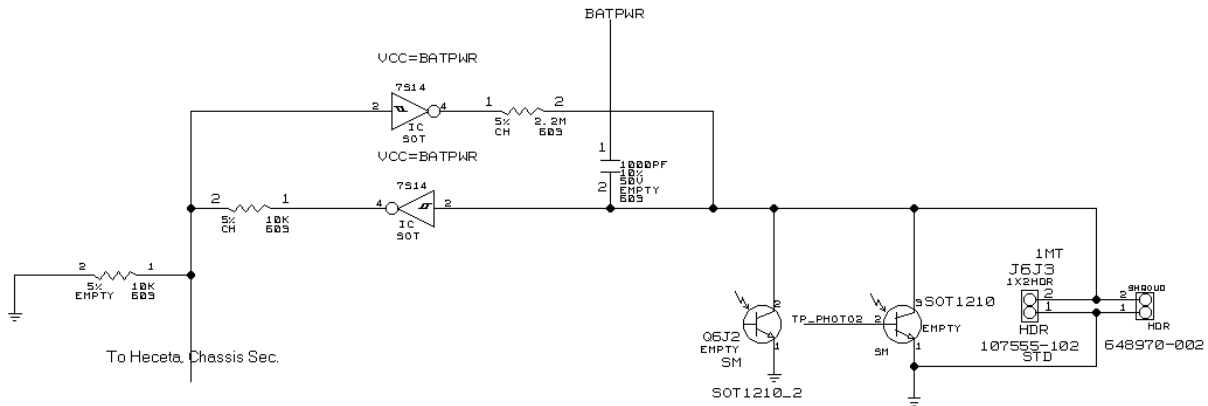 BATPWR
VCC=BATPWR
7S14
2
4
IC
SOT
1
2
5%
CH
2.2M
603
VCC=BATPWR
1
1000PF
10%
50V
EMPTY
603
2
7S14
2
4
IC
SOT
2
1
5%
CH
10K
603
2
1
5%
EMPTY
10K
603
To Heceta, Chassis Sec.
2
Q6J2
EMPTY
SM
1
SOT1210_2
TP_PHOTO2
2
3
SOT1210
EMPTY
SM
1
1MT
J6J3
1X2HDR
2
1
HDR
107555-102
STD
SHROUD
2
1
HDR
648970-002